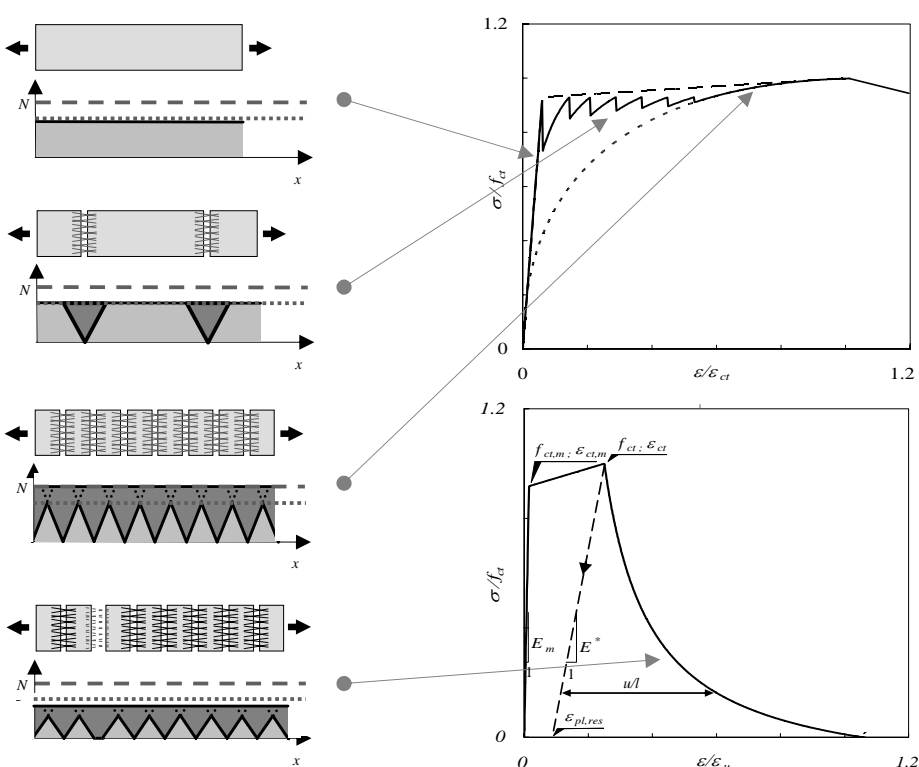 N
x
N
x
N
x
N
x
1.2
σ/f_ct
0
0
1.2
ε/ε_ct
1.2
f_ct,m ; ε_ct,m
f_ct ; ε_ct
σ/f_ct
E_m
E^*
1
1
u/l
ε_pl,res
0
0
1.2